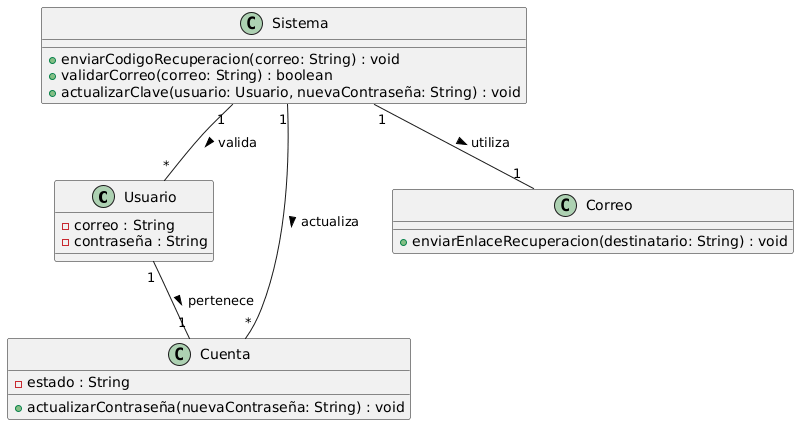 C Sistema
enviarCodigoRecuperacion(correo: String) : void
validarCorreo(correo: String) : boolean
actualizarClave(usuario: Usuario, nuevaContraseña: String) : void
1 1 1
valida
utiliza
*
1
C Usuario
correo : String
contraseña : String
C Correo
enviarEnlaceRecuperacion(destinatario: String) : void
actualiza
1
pertenece
1 *
C Cuenta
estado : String
actualizarContraseña(nuevaContraseña: String) : void